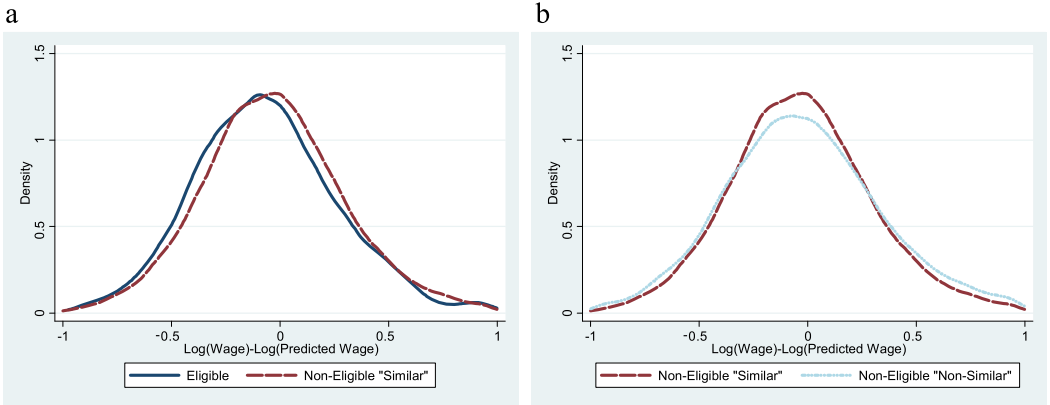 a
1.5
1
0.5
0
Density
-1 -0.5 0 0.5 1
Log(Wage)-Log(Predicted Wage)
Eligible Non-Eligible "Similar"
b
1.5
1
0.5
0
Density
-1 -0.5 0 0.5 1
Log(Wage)-Log(Predicted Wage)
Non-Eligible "Similar" Non-Eligible "Non-Similar"